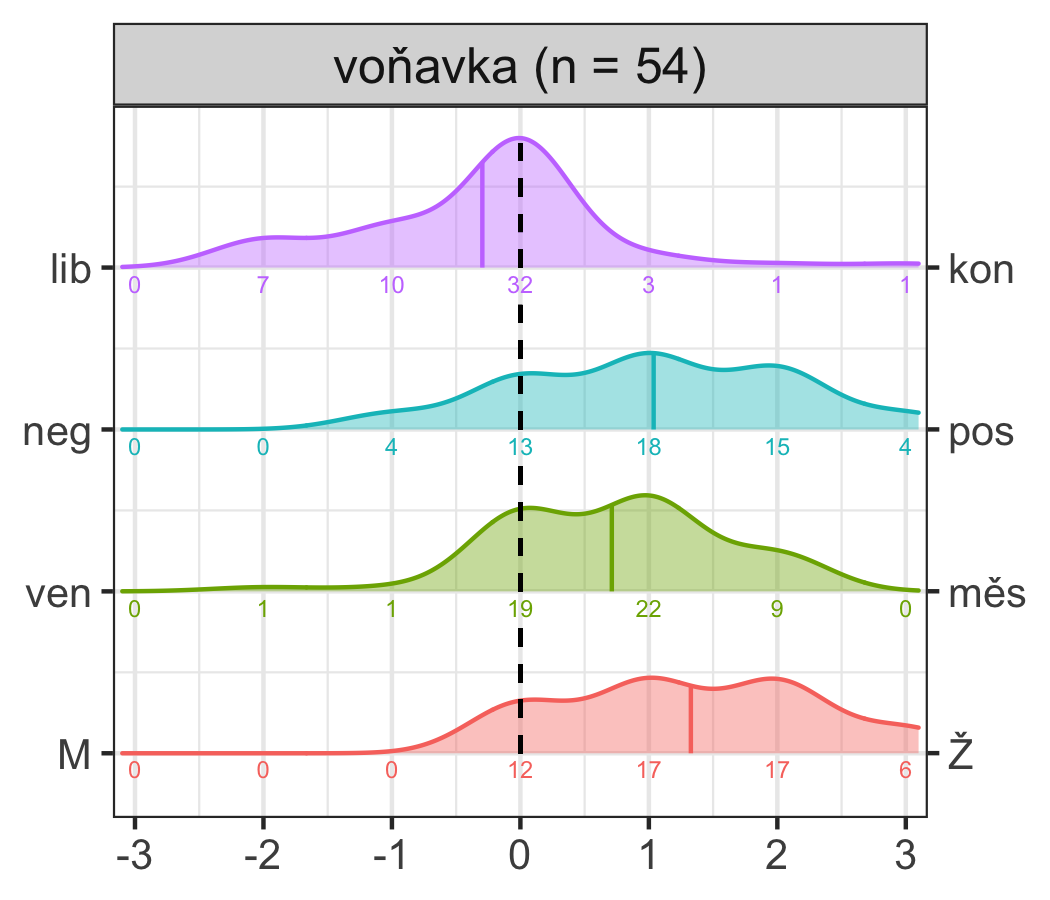 voňavka (n = 54)
lib kon
0 7 10 32 3 1 1
neg pos
0 0 4 13 18 15 4
ven měs
0 1 1 19 22 9 0
M Ž
0 0 0 12 17 17 6
-3 -2 -1 0 1 2 3